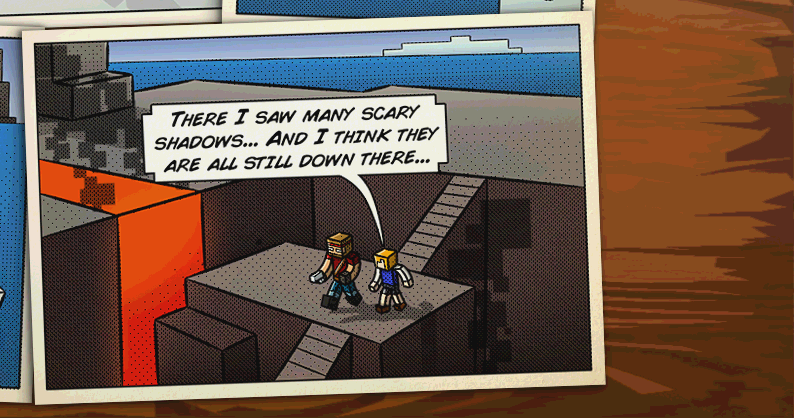 There I saw many scary
shadows... And I think they
are all still down there...